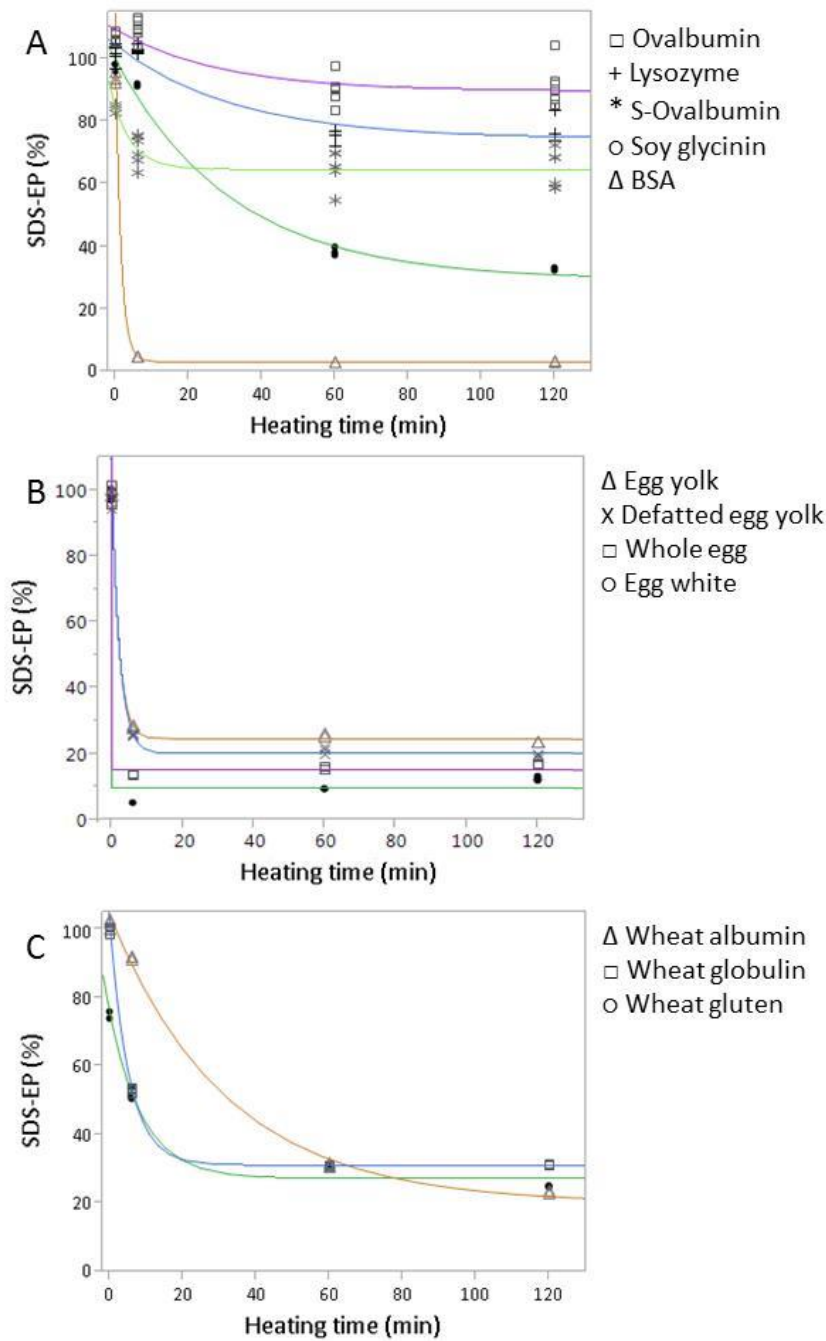 A
SDS-EP (%)
100
80
60
40
20
0
0 20 40 60 80 100 120
Heating time (min)
□ Ovalbumin
+ Lysozyme
* S-Ovalbumin
○ Soy glycinin
Δ BSA
B
SDS-EP (%)
100
80
60
40
20
0
0 20 40 60 80 100 120
Heating time (min)
Δ Egg yolk
x Defatted egg yolk
□ Whole egg
○ Egg white
C
SDS-EP (%)
100
80
60
40
20
0
0 20 40 60 80 100 120
Heating time (min)
Δ Wheat albumin
□ Wheat globulin
○ Wheat gluten